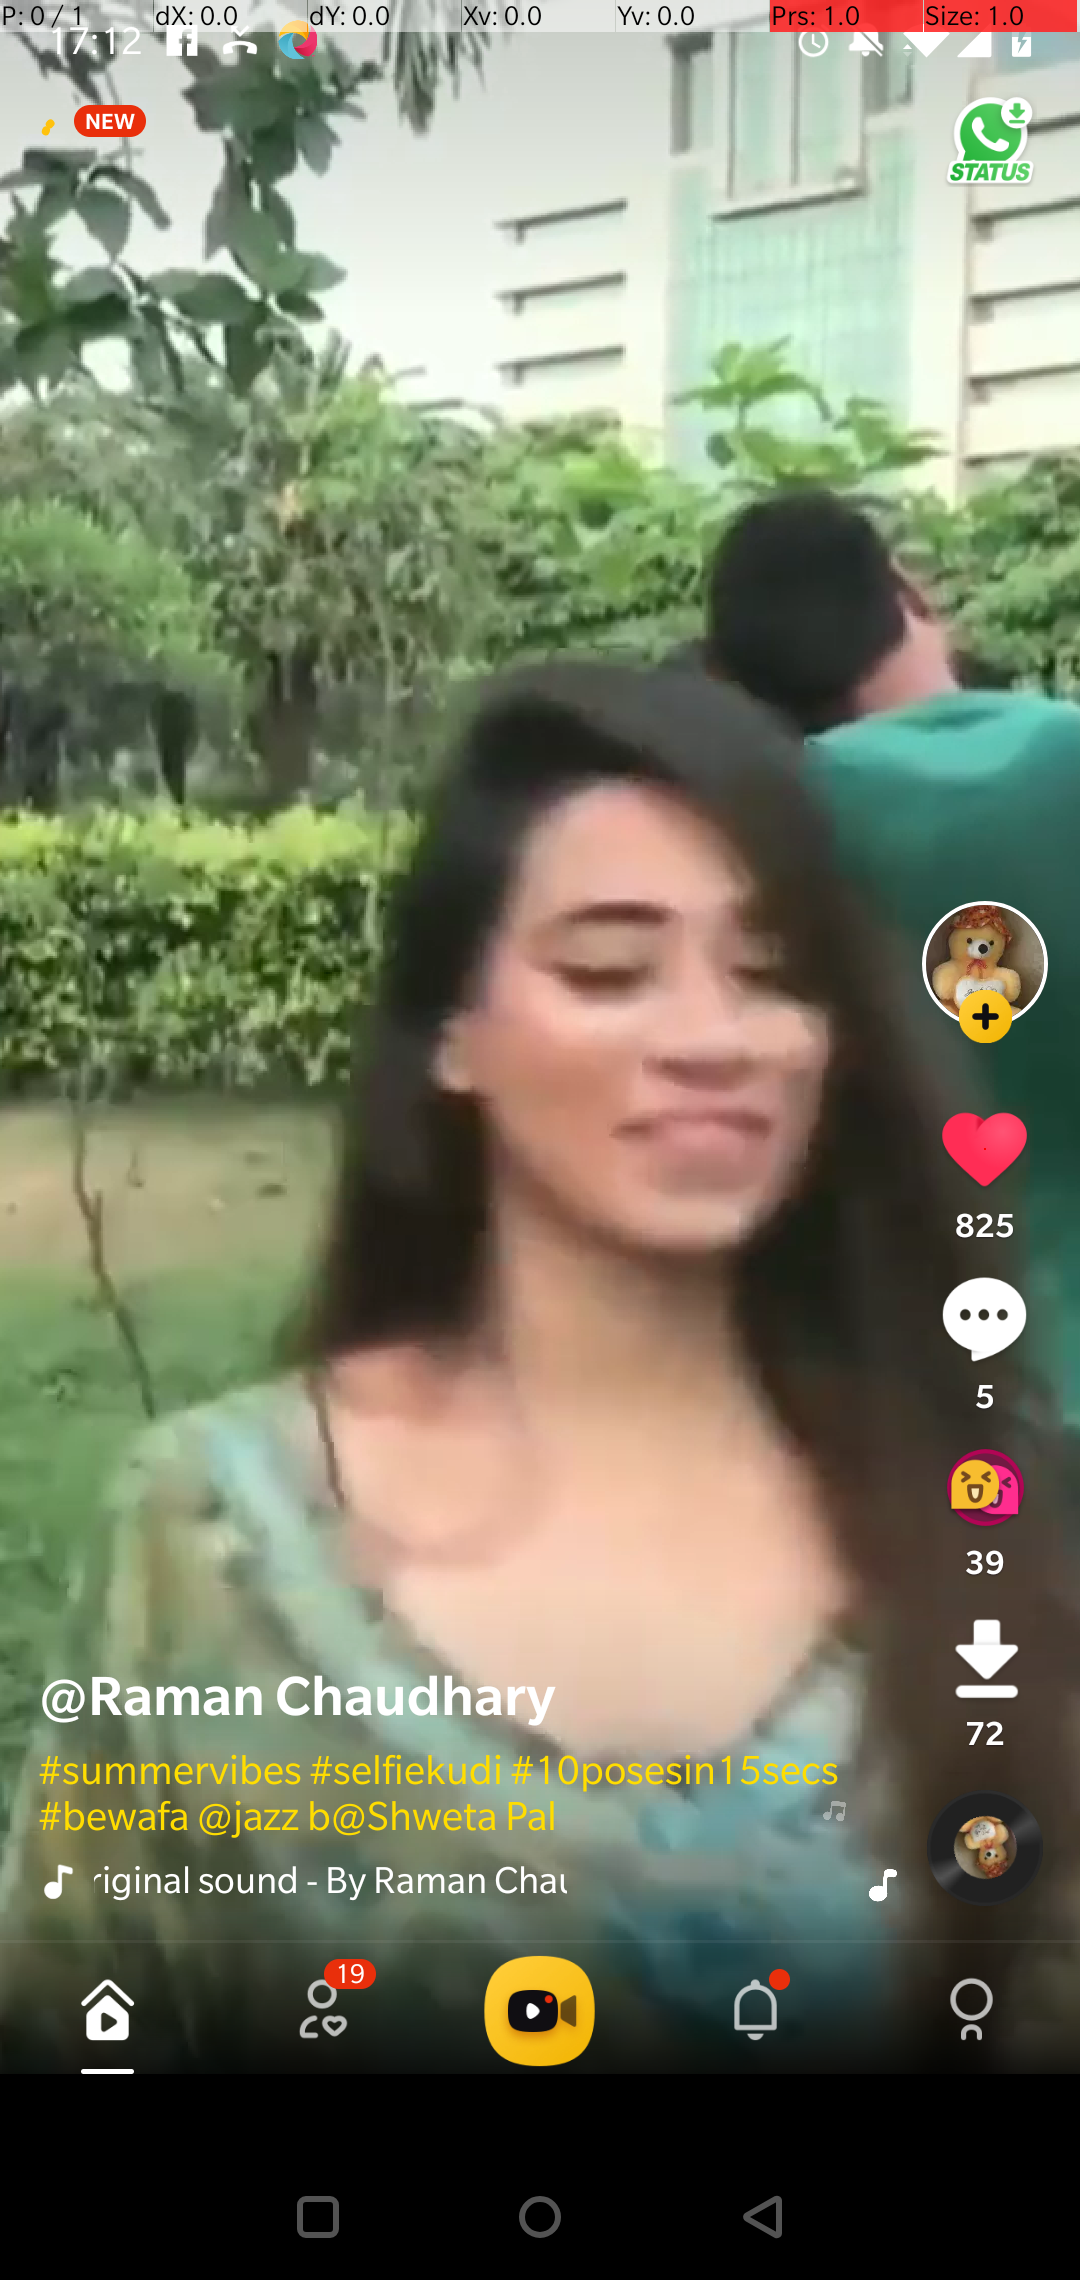 P: 0 / 1 dX: 0.0 dY: 0.0 Xv: 0.0 Yv: 0.0 Prs: 1.0 Size: 1.0
17:12
NEW
STATUS
825
5
39
72
@Raman Chaudhary
#summervibes #selfiekudi #10posesin15secs
#bewafa @jazz b@Shweta Pal
riginal sound - By Raman Chau
19